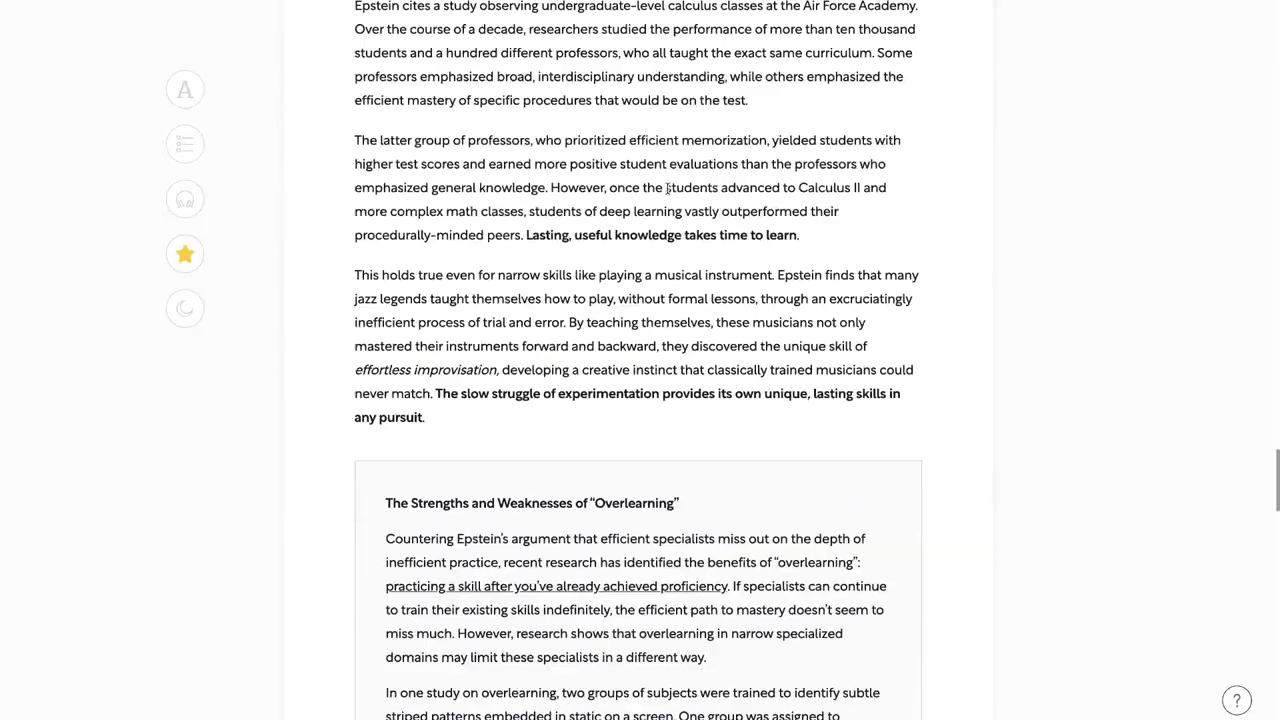 Epstein cites a study observing undergraduate-level calculus classes at the Air Force Academy.
Over the course of a decade, researchers studied the performance of more than ten thousand
students and a hundred different professors, who all taught the exact same curriculum. Some
professors emphasized broad, interdisciplinary understanding, while others emphasized the
efficient mastery of specific procedures that would be on the test.
The latter group of professors, who prioritized efficient memorization, yielded students with
higher test scores and earned more positive student evaluations than the professors who
emphasized general knowledge. However, once the students advanced to Calculus II and
more complex math classes, students of deep learning vastly outperformed their
procedurally-minded peers. Lasting, useful knowledge takes time to learn.
This holds true even for narrow skills like playing a musical instrument. Epstein finds that many
jazz legends taught themselves how to play, without formal lessons, through an excruciatingly
inefficient process of trial and error. By teaching themselves, these musicians not only
mastered their instruments forward and backward, they discovered the unique skill of
effortless improvisation, developing a creative instinct that classically trained musicians could
never match. The slow struggle of experimentation provides its own unique, lasting skills in
any pursuit.
The Strengths and Weaknesses of “Overlearning”
Countering Epstein’s argument that efficient specialists miss out on the depth of
inefficient practice, recent research has identified the benefits of “overlearning”:
practicing a skill after you’ve already achieved proficiency. If specialists can continue
to train their existing skills indefinitely, the efficient path to mastery doesn’t seem to
miss much. However, research shows that overlearning in narrow specialized
domains may limit these specialists in a different way.
In one study on overlearning, two groups of subjects were trained to identify subtle
striped patterns embedded in static on a screen. One group was assigned to
A
?